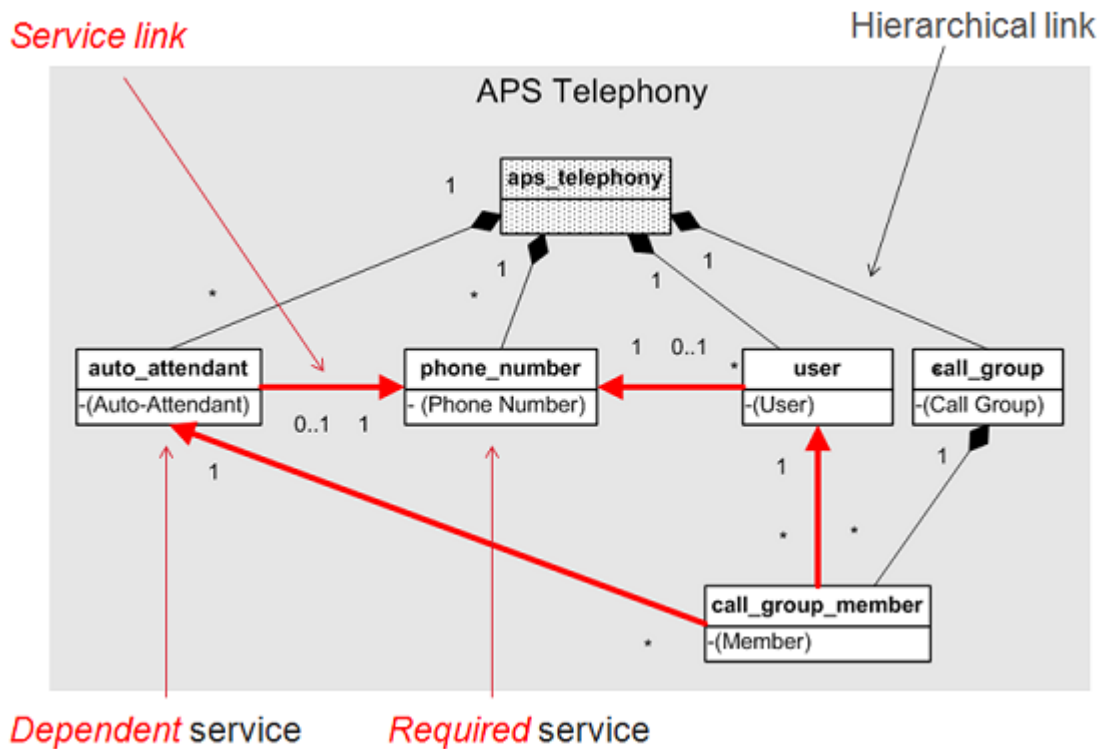 Service link
Hierarchical link
APS Telephony
aps_telephony
1
1
1
1
*
*
*
auto_attendant
-(Auto-Attendant)
phone_number
- (Phone Number)
1 0..1
user
-(User)
call_group
-(Call Group)
0..1 1
1
1
1
*
*
call_group_member
-(Member)
*
Dependent service
Required service